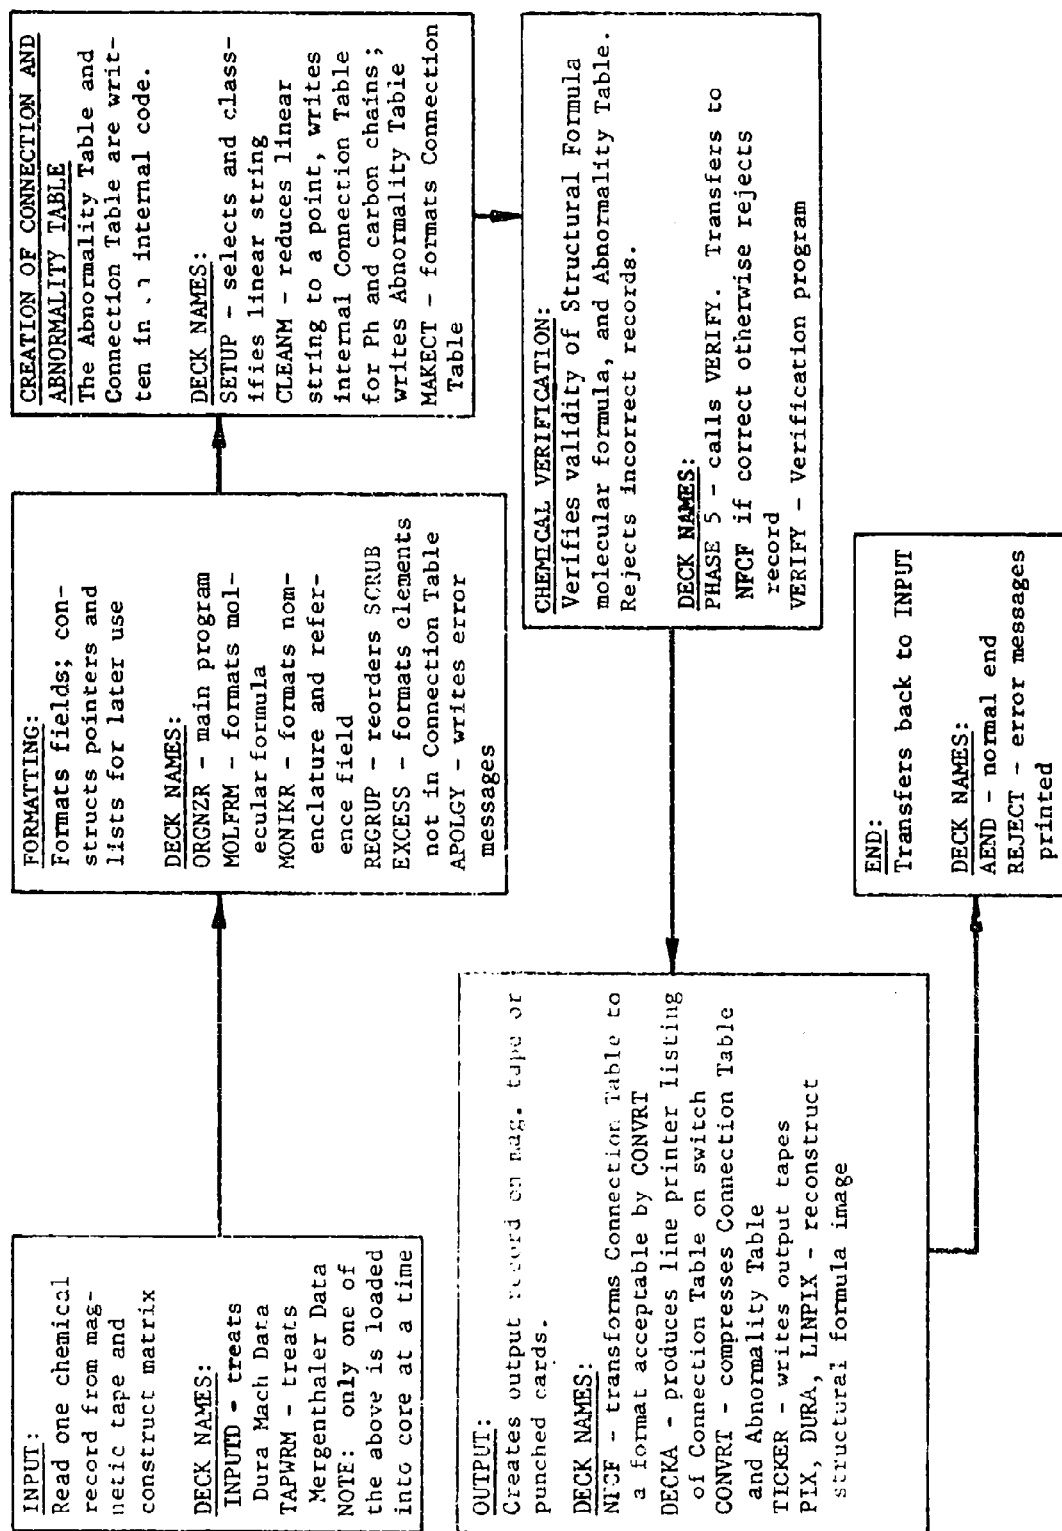 INPUT:
Read one chemical
record from mag-
netic tape and
construct matrix
DECK NAMES:
INPUTD - treats
Dura Mach Data
TAPWRM - treats
Mergenthaler Data
NOTE: only one of
the above is loaded
into core at a time
FORMATTING:
Formats fields; con-
structs pointers and
lists for later use
DECK NAMES:
ORGNZR - main program
MOLFRM - formats mol-
ecular formula
MONIKR - formats nom-
enclature and refer-
ence field
REGRUP - reorders SCRUB
EXCESS - formats elements
not in Connection Table
APOLGY - writes error
messages
CREATION OF CONNECTION AND
ABNORMALITY TABLE
The Abnormality Table and
Connection Table are writ-
ten in internal code.
DECK NAMES:
SETUP - selects and class-
ifies linear string
CLEANM - reduces linear
string to a point, writes
internal Connection Table
for Ph and carbon chains;
writes Abnormality Table
MAKECT - formats Connection
Table
CHEMICAL VERIFICATION:
Verifies validity of Structural Formula
molecular formula, and Abnormality Table.
Rejects incorrect records.
DECK NAMES:
PHASE 5 - calls VERIFY. Transfers to
NFCF if correct otherwise rejects
record
VERIFY - Verification program
OUTPUT:
Creates output record on mag. tape or
punched cards.
DECK NAMES:
NFCF - transforms Connection Table to
a format acceptable by CONVRT
DECKA - produces line printer listing
of Connection Table on switch
CONVRT - compresses Connection Table
and Abnormality Table
TICKER - writes output tapes
PIX, DURA, LINPIX - reconstruct
structural formula image
END:
Transfers back to INPUT
DECK NAMES:
AEND - normal end
REJECT - error messages
printed